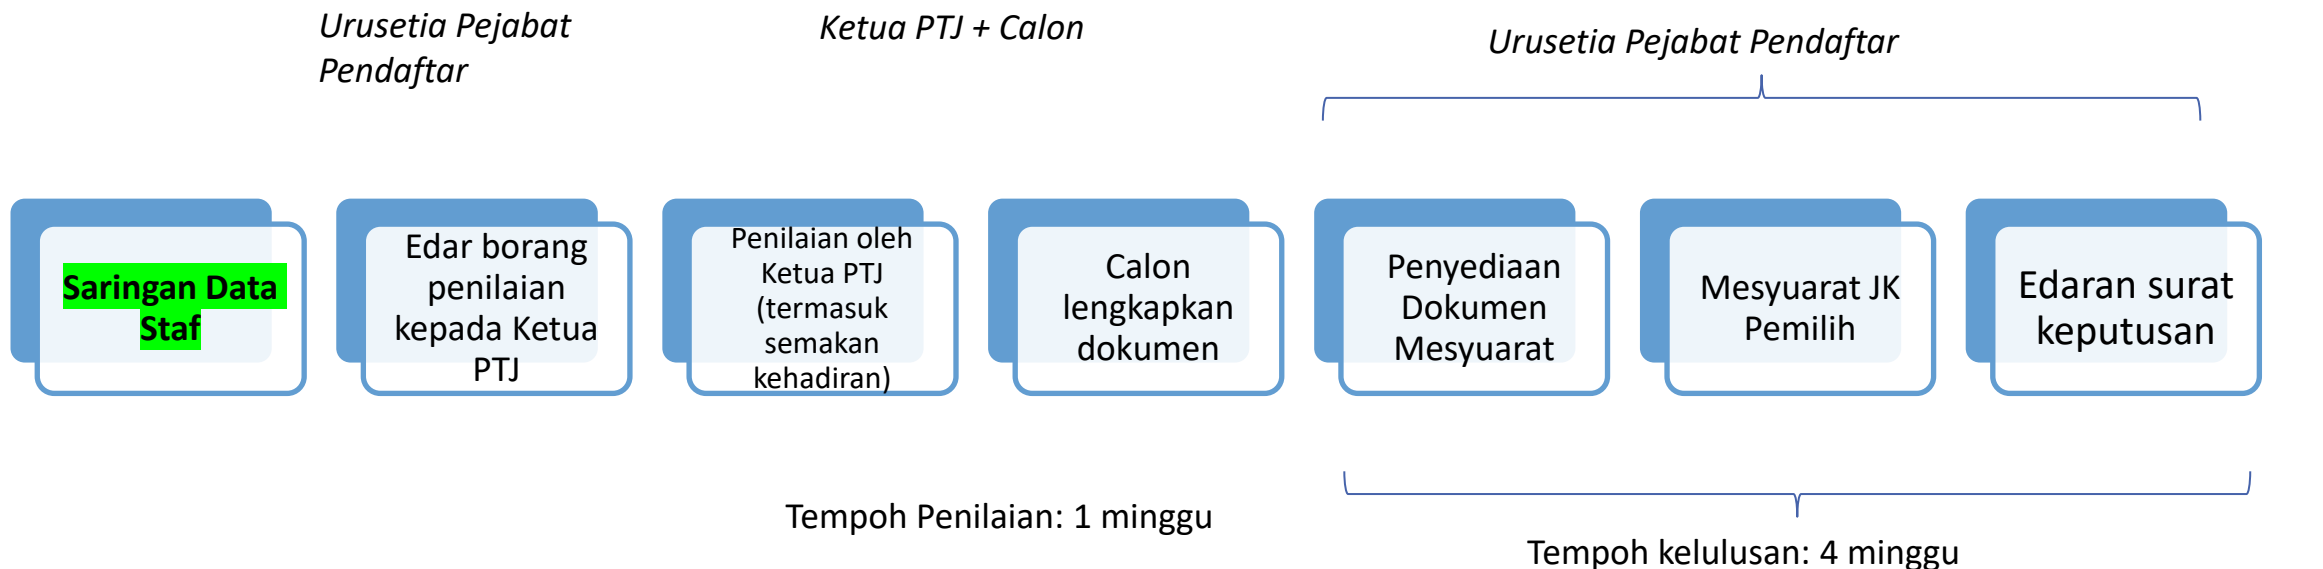 Urusetia Pejabat
Pendaftar
Ketua PTJ + Calon
Urusetia Pejabat Pendaftar
Saringan Data
Staf
Edar borang
penilaian
kepada Ketua
PTJ
Penilaian oleh
Ketua PTJ
(termasuk
semakan
kehadiran)
Calon
lengkapkan
dokumen
Penyediaan
Dokumen
Mesyuarat
Mesyuarat JK
Pemilih
Edaran surat
keputusan
Tempoh Penilaian: 1 minggu
Tempoh kelulusan: 4 minggu